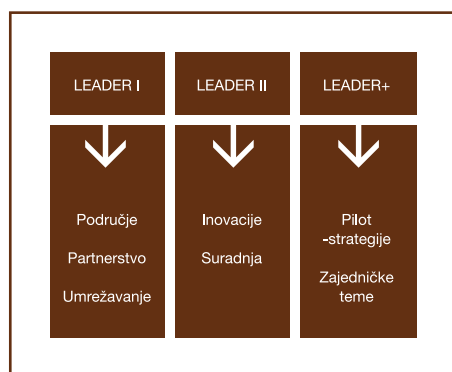 LEADER I
LEADER II
LEADER+
Područje
Partnerstvo
Umrežavanje
Inovacije
Suradnja
Pilot
-strategije
Zajedničke
teme